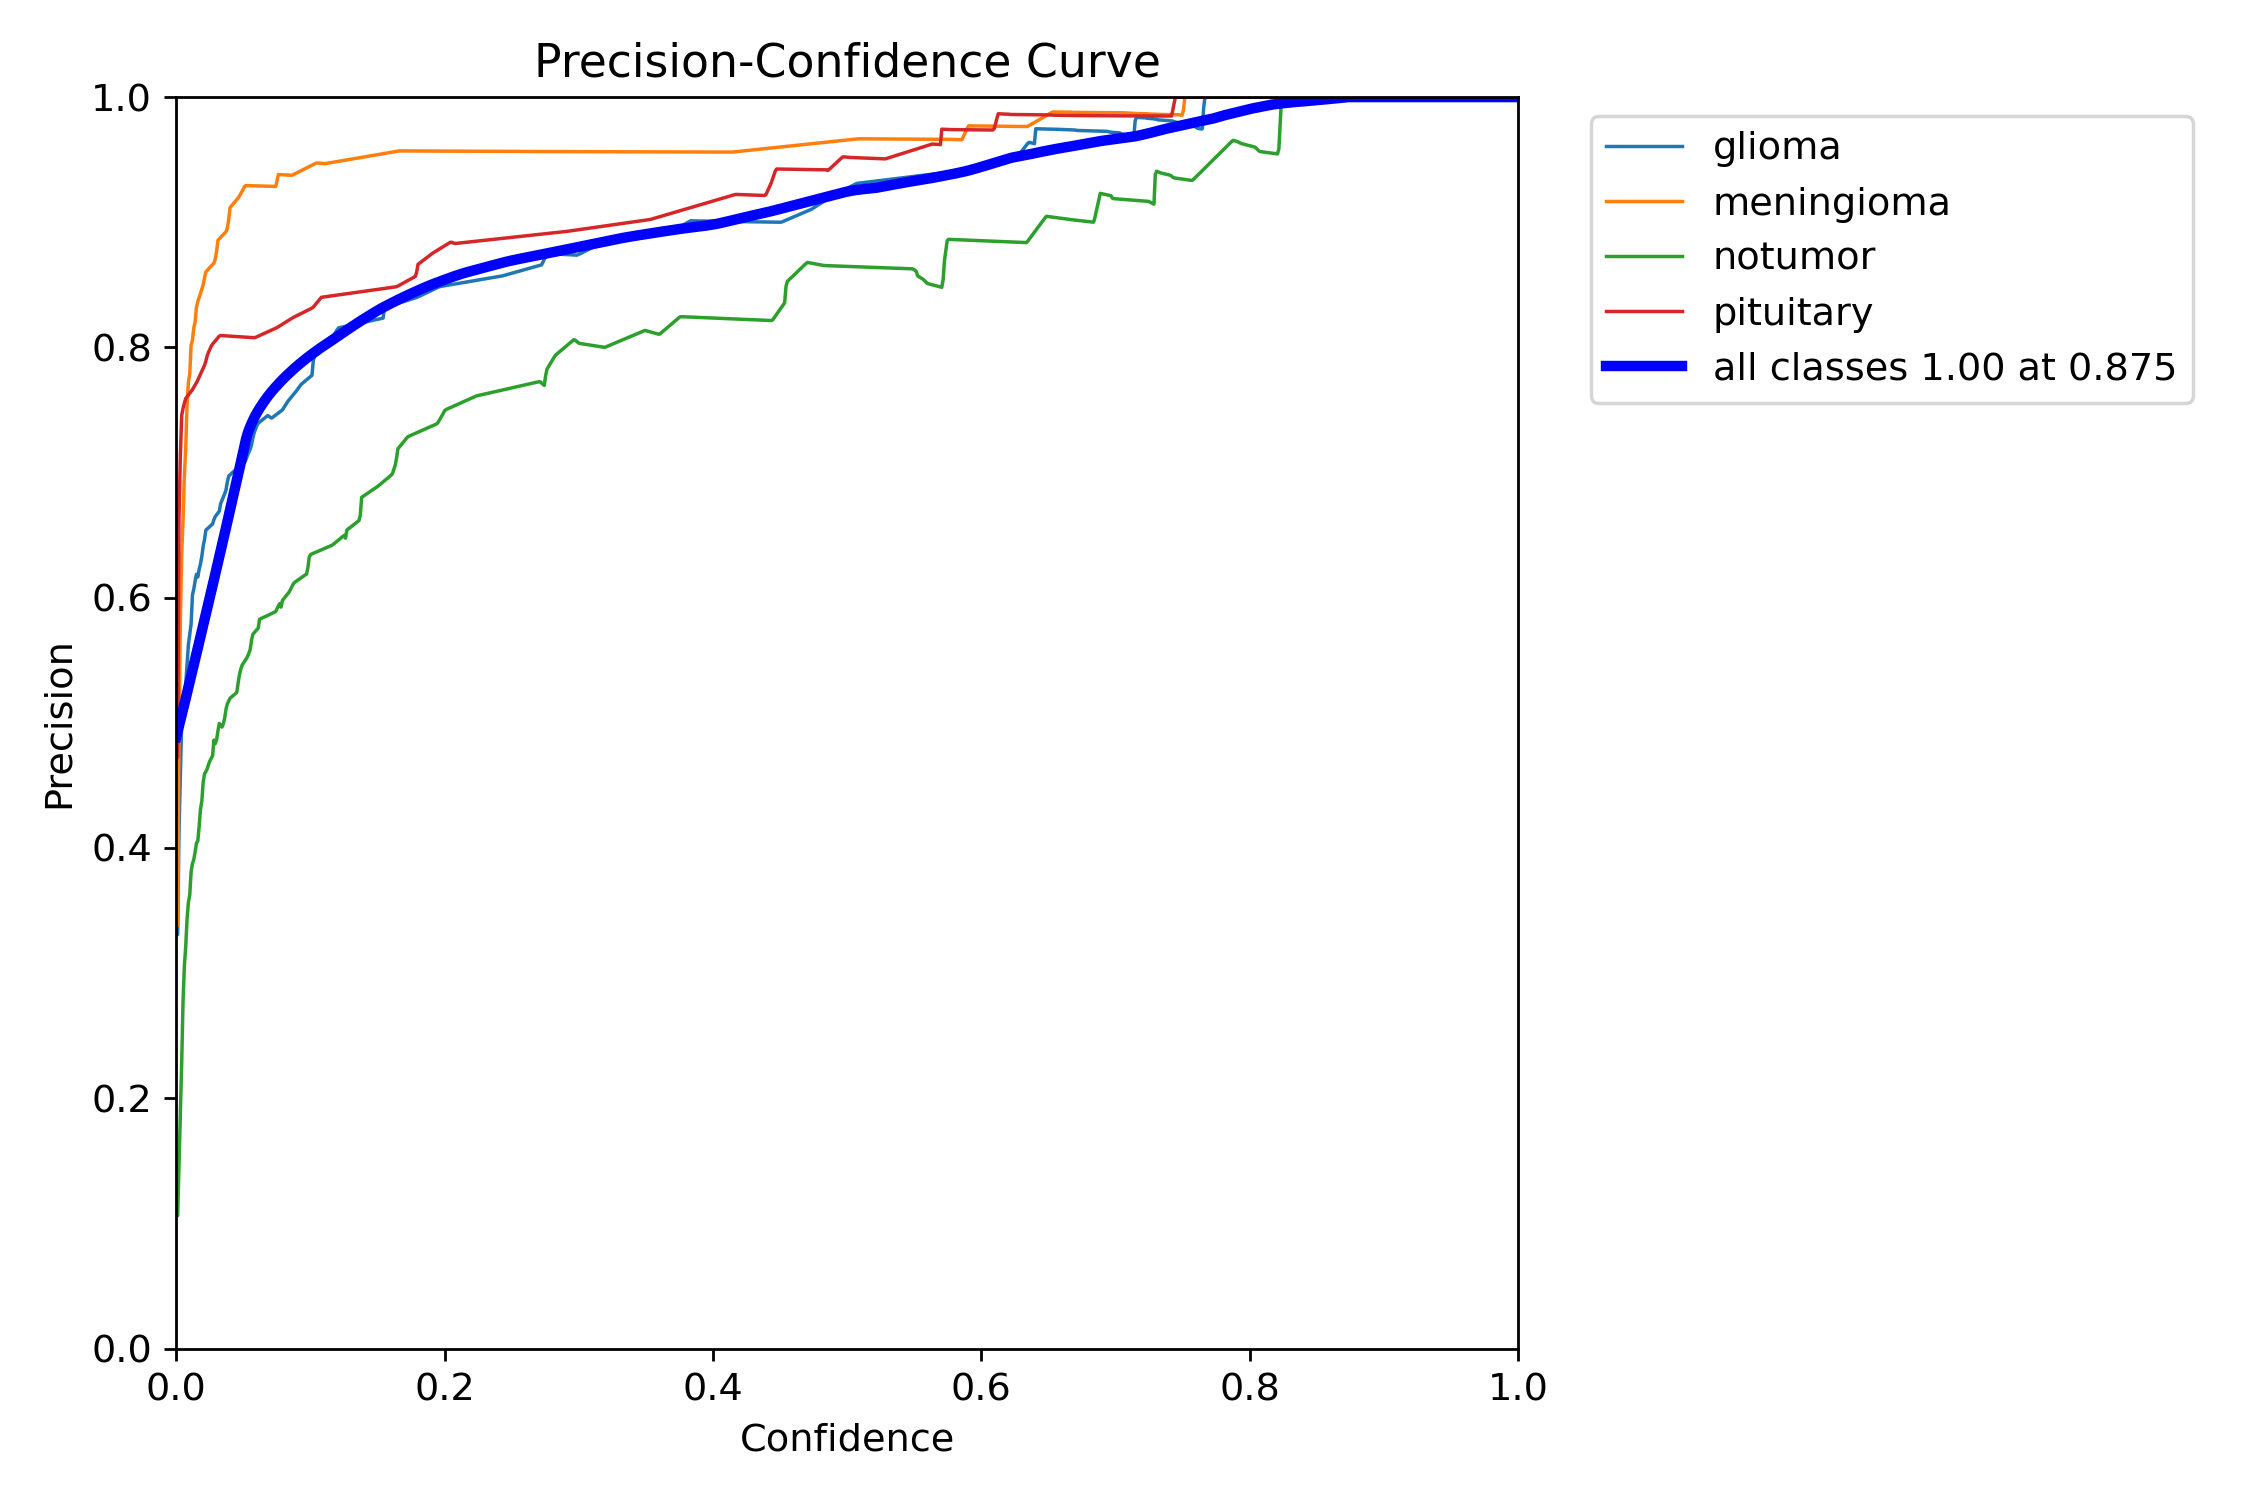 Precision-Confidence Curve
1.0
0.8
0.6
0.4
0.2
0.0
Precision
0.0 0.2 0.4 0.6 0.8 1.0
Confidence
glioma
meningioma
notumor
pituitary
all classes 1.00 at 0.875